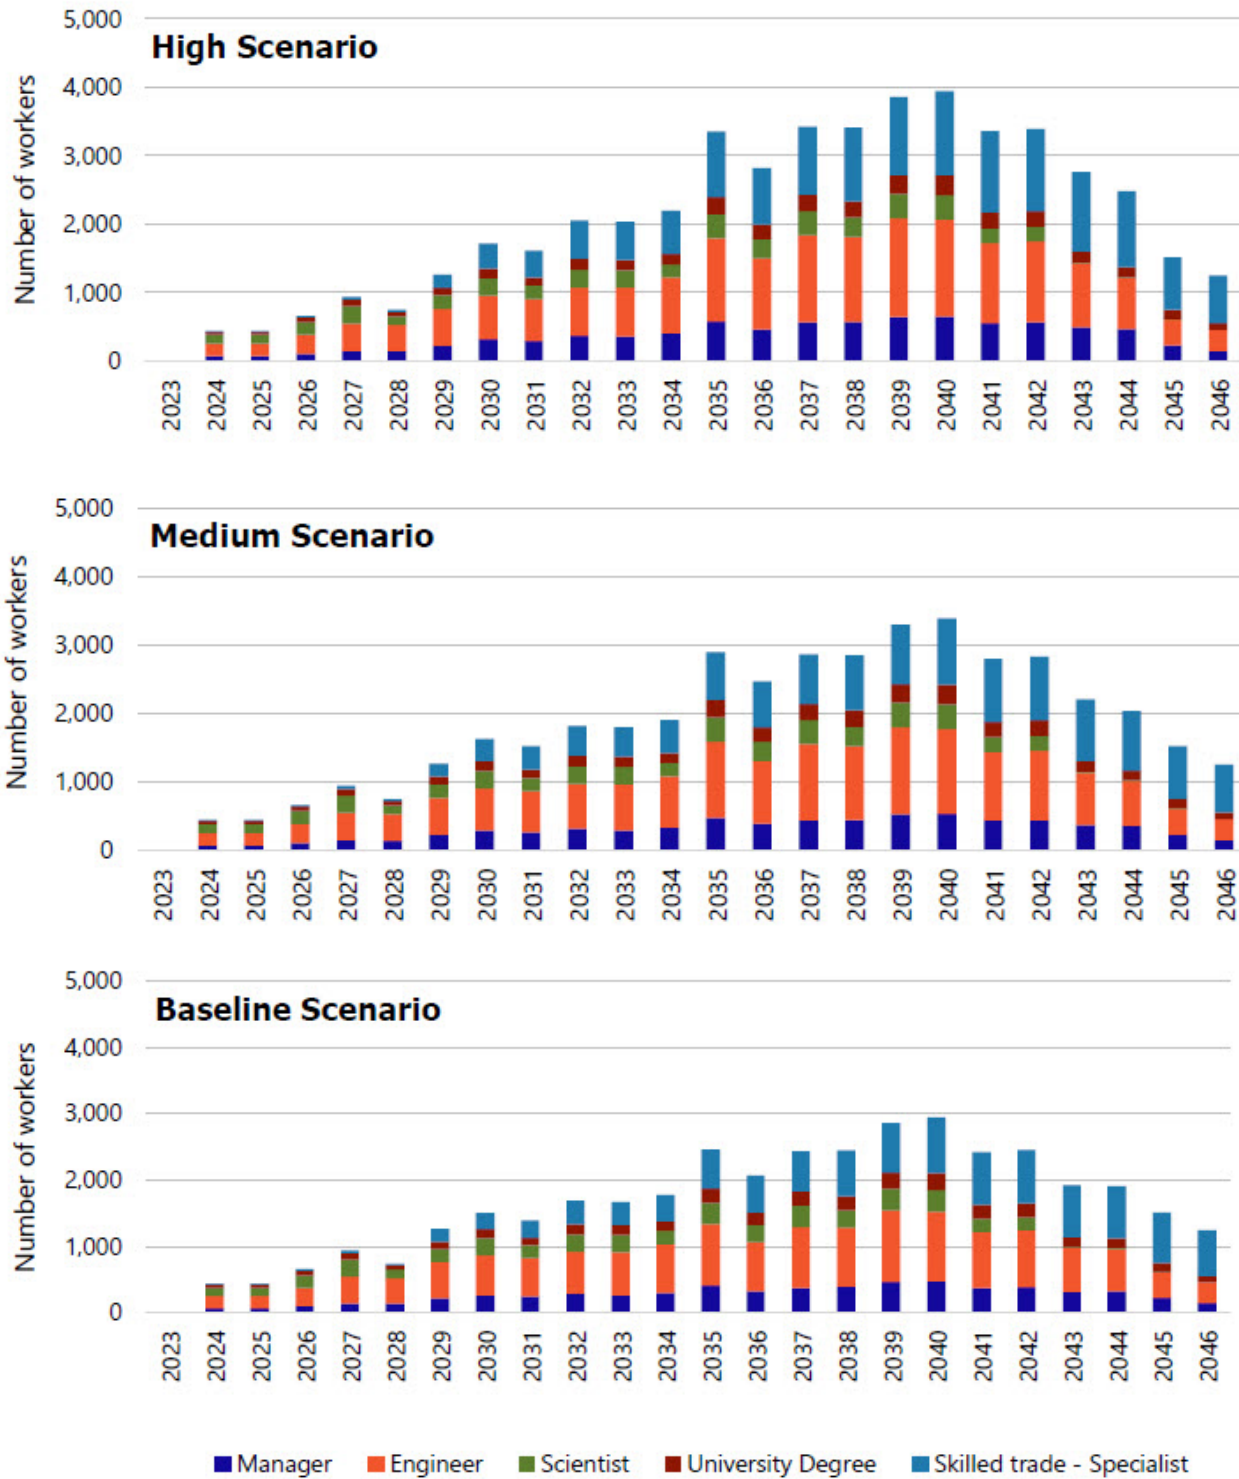 High Scenario
Number of workers
5,000
4,000
3,000
2,000
1,000
0
2023 2024 2025 2026 2027 2028 2029 2030 2031 2032 2033 2034 2035 2036 2037 2038 2039 2040 2041 2042 2043 2044 2045 2046
Medium Scenario
Number of workers
5,000
4,000
3,000
2,000
1,000
0
2023 2024 2025 2026 2027 2028 2029 2030 2031 2032 2033 2034 2035 2036 2037 2038 2039 2040 2041 2042 2043 2044 2045 2046
Baseline Scenario
Number of workers
5,000
4,000
3,000
2,000
1,000
0
2023 2024 2025 2026 2027 2028 2029 2030 2031 2032 2033 2034 2035 2036 2037 2038 2039 2040 2041 2042 2043 2044 2045 2046
Manager Engineer Scientist University Degree Skilled trade - Specialist